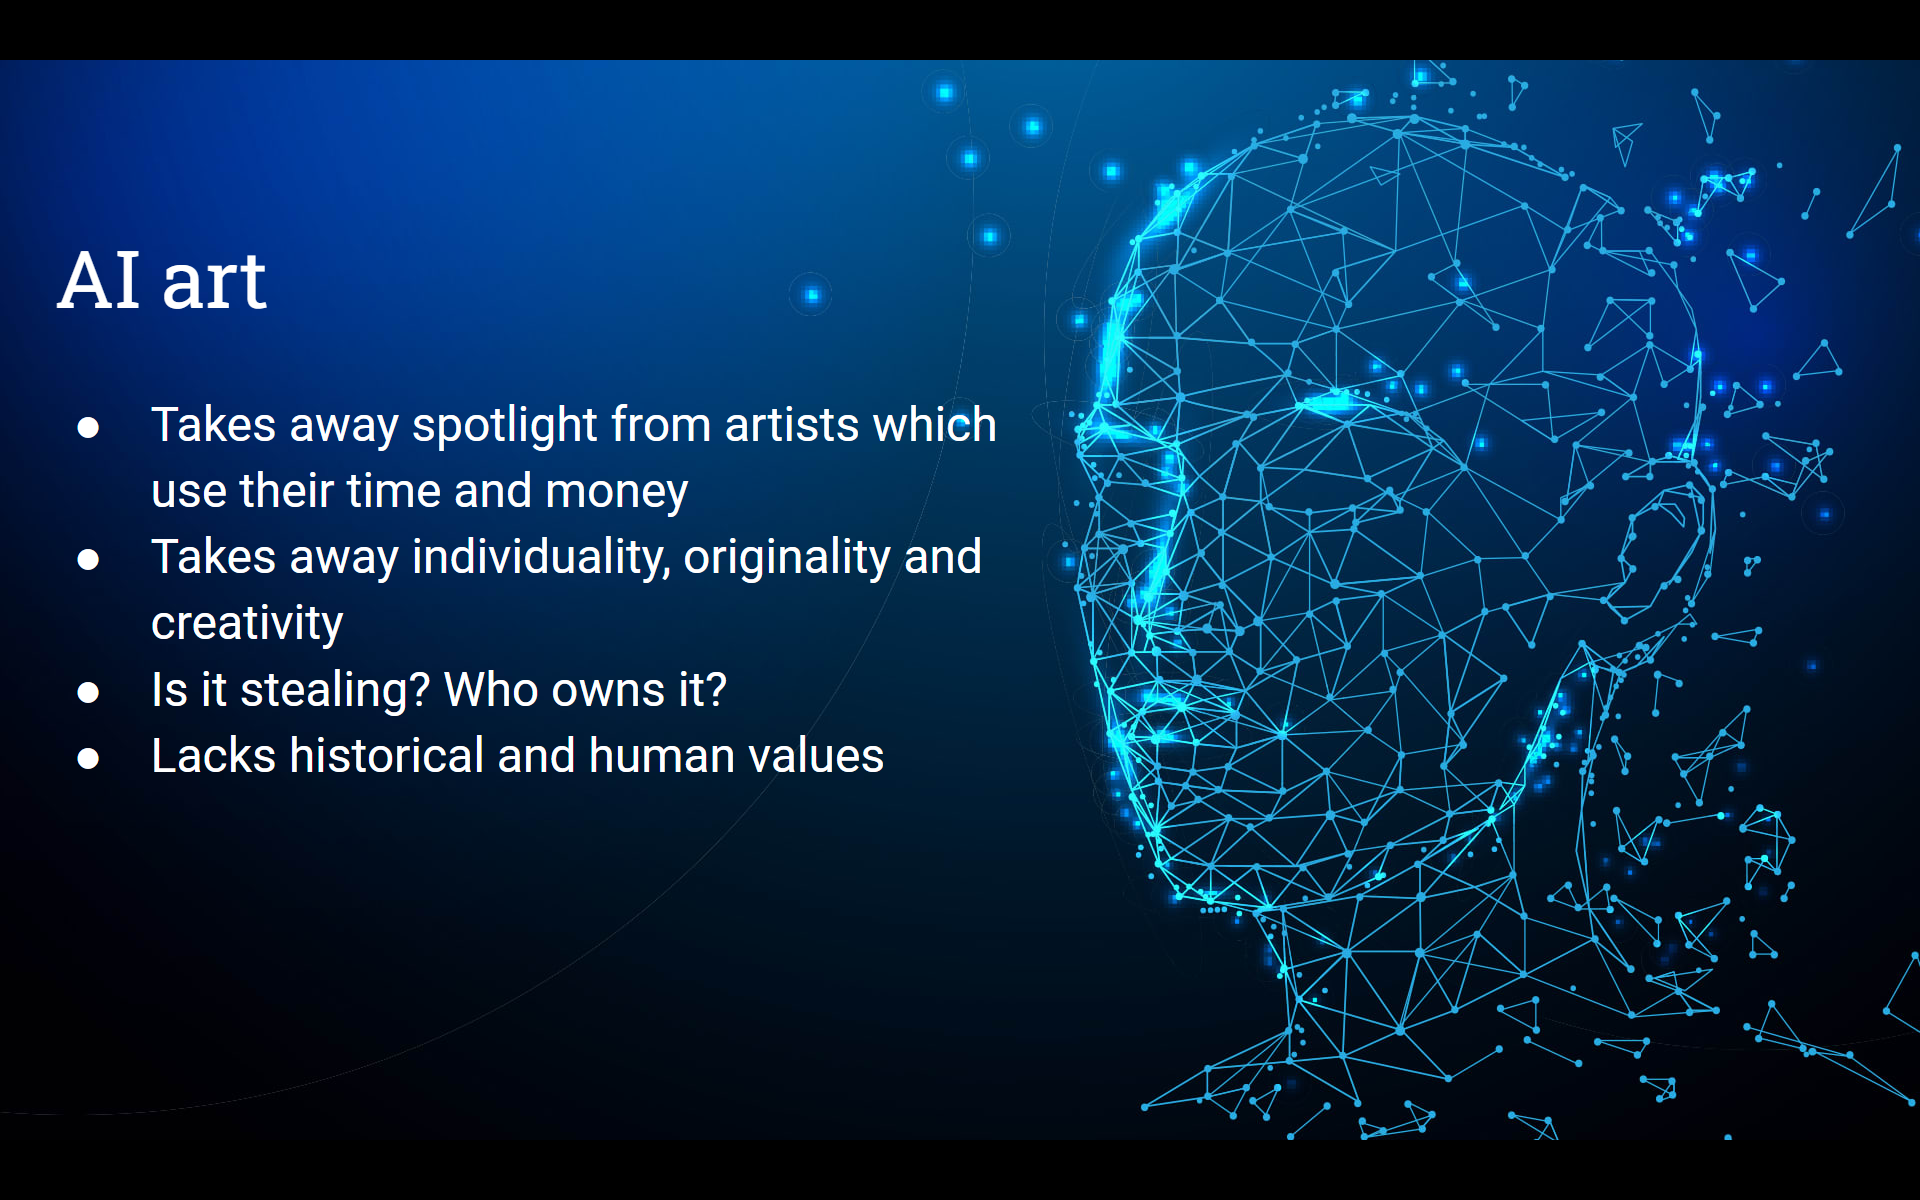 AI art
● Takes away spotlight from artists which
use their time and money
● Takes away individuality, originality and
creativity
● Is it stealing? Who owns it?
● Lacks historical and human values